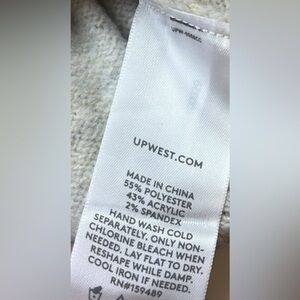 UPWEST.COM
MADE IN CHINA
55% POLYESTER
43% ACRYLIC
2% SPANDEX
HAND WASH COLD
SEPARATELY. ONLY NON-
CHLORINE BLEACH WHEN
NEEDED. LAY FLAT TO DRY.
RESHAPE WHILE DAMP.
COOL IRON IF NEEDED.
RN#159489